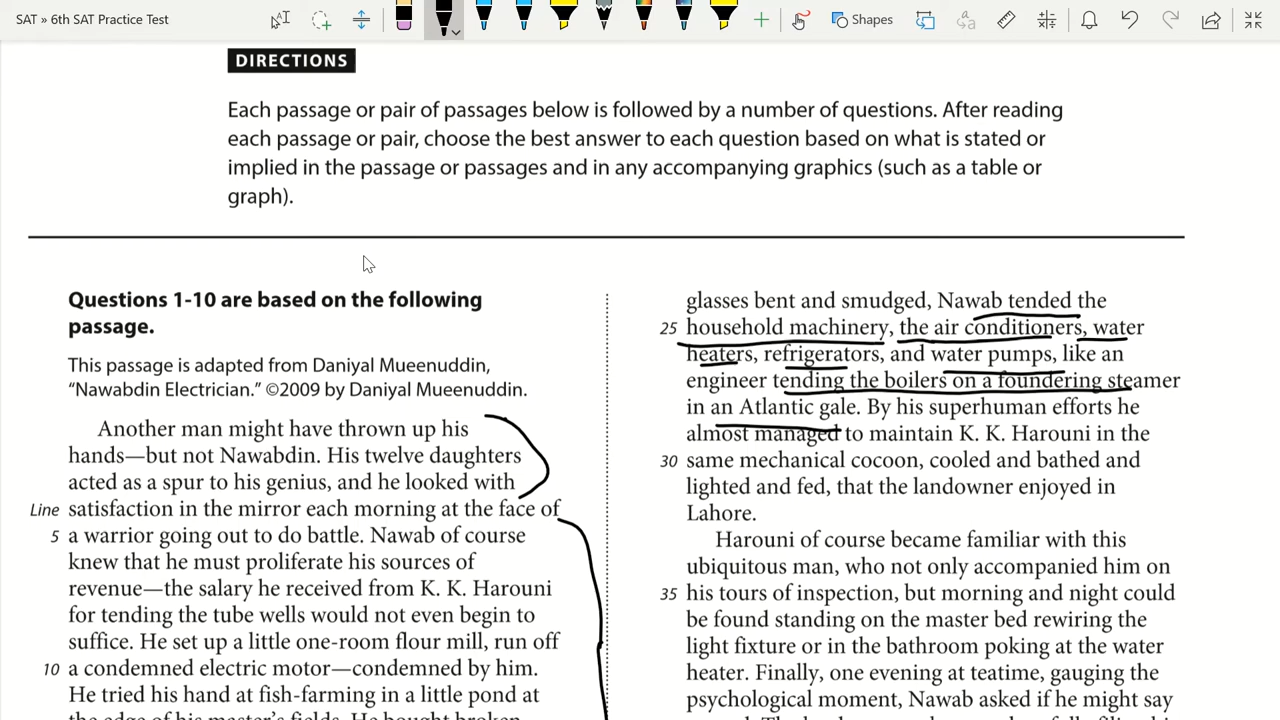 SAT » 6th SAT Practice Test
Shapes
DIRECTIONS
Each passage or pair of passages below is followed by a number of questions. After reading
each passage or pair, choose the best answer to each question based on what is stated or
implied in the passage or passages and in any accompanying graphics (such as a table or
graph).
Questions 1-10 are based on the following
passage.
This passage is adapted from Daniyal Mueenuddin,
“Nawabdin Electrician.” ©2009 by Daniyal Mueenuddin.
Another man might have thrown up his
hands—but not Nawabdin. His twelve daughters
acted as a spur to his genius, and he looked with
Line satisfaction in the mirror each morning at the face of
5 a warrior going out to do battle. Nawab of course
knew that he must proliferate his sources of
revenue—the salary he received from K. K. Harouni
for tending the tube wells would not even begin to
suffice. He set up a little one-room flour mill, run off
10 a condemned electric motor—condemned by him.
He tried his hand at fish-farming in a little pond at
the edge of his master’s fields. He bought broken
glasses bent and smudged, Nawab tended the
25 household machinery, the air conditioners, water
heaters, refrigerators, and water pumps, like an
engineer tending the boilers on a foundering steamer
in an Atlantic gale. By his superhuman efforts he
almost managed to maintain K. K. Harouni in the
30 same mechanical cocoon, cooled and bathed and
lighted and fed, that the landowner enjoyed in
Lahore.
Harouni of course became familiar with this
ubiquitous man, who not only accompanied him on
35 his tours of inspection, but morning and night could
be found standing on the master bed rewiring the
light fixture or in the bathroom poking at the water
heater. Finally, one evening at teatime, gauging the
psychological moment, Nawab asked if he might say